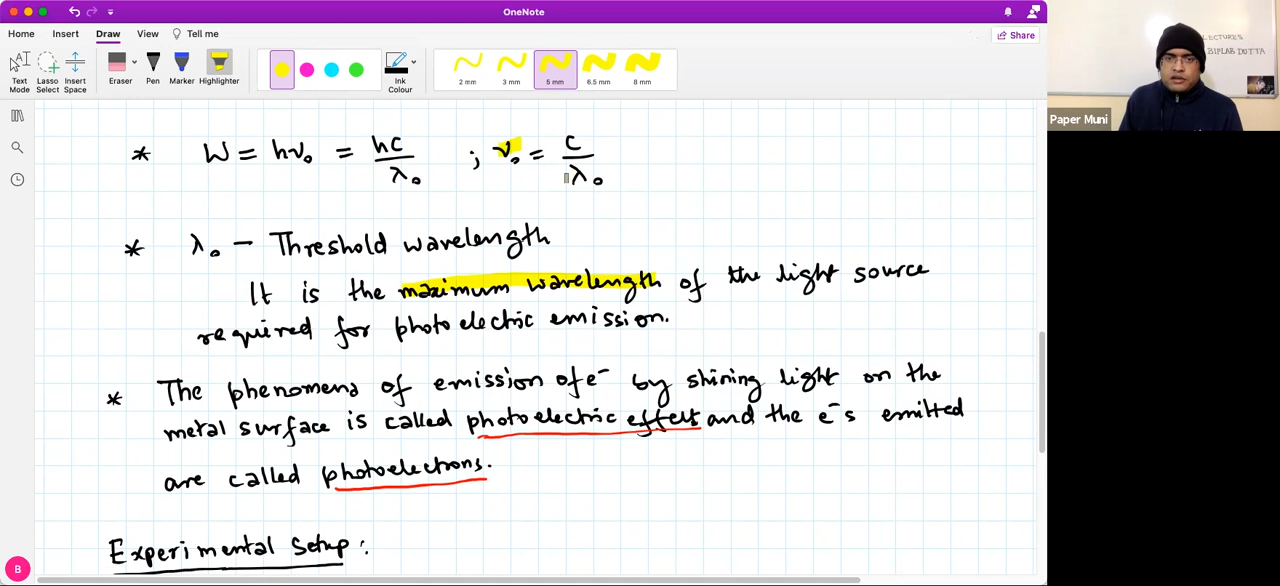 OneNote
Home Insert Draw View Tell me
Share
Text Mode Lasso Select Insert Space Eraser Pen Marker Highlighter Ink Colour 2 mm 3 mm 5 mm 6.5 mm 8 mm
LECTURES
BIPLAB DUTTA
Paper Muni
* W = hν₀ = hc/λ₀ ; ν₀ = c/λ₀
* λ₀ – Threshold wavelength
It is the maximum wavelength of the light source
required for photoelectric emission.
* The phenomena of emission of e⁻ by shining light on the
metal surface is called photoelectric effect and the e⁻s emitted
are called photoelectrons.
Experimental Setup:
B